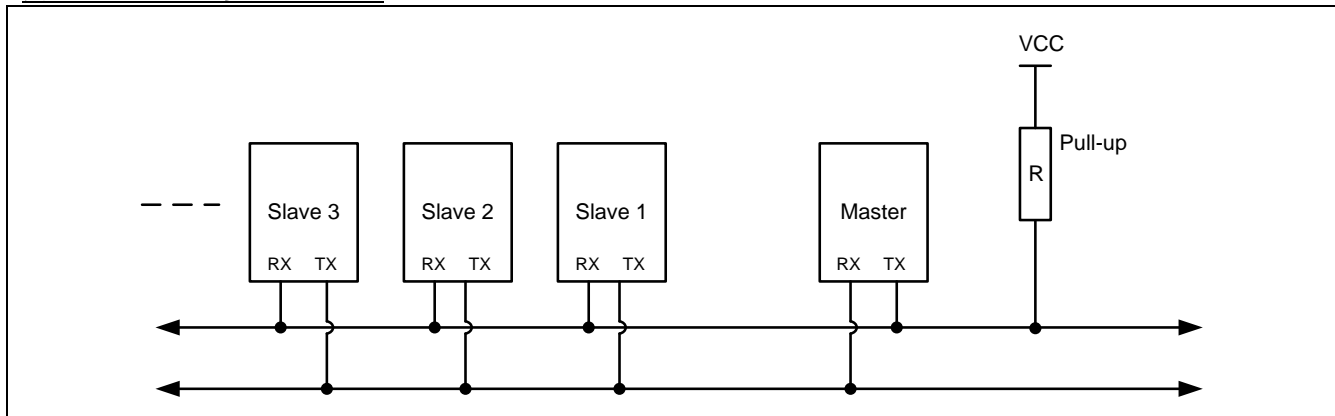 VCC
Pull-up
R
Slave 3
Slave 2
Slave 1
Master
RX TX
RX TX
RX TX
RX TX